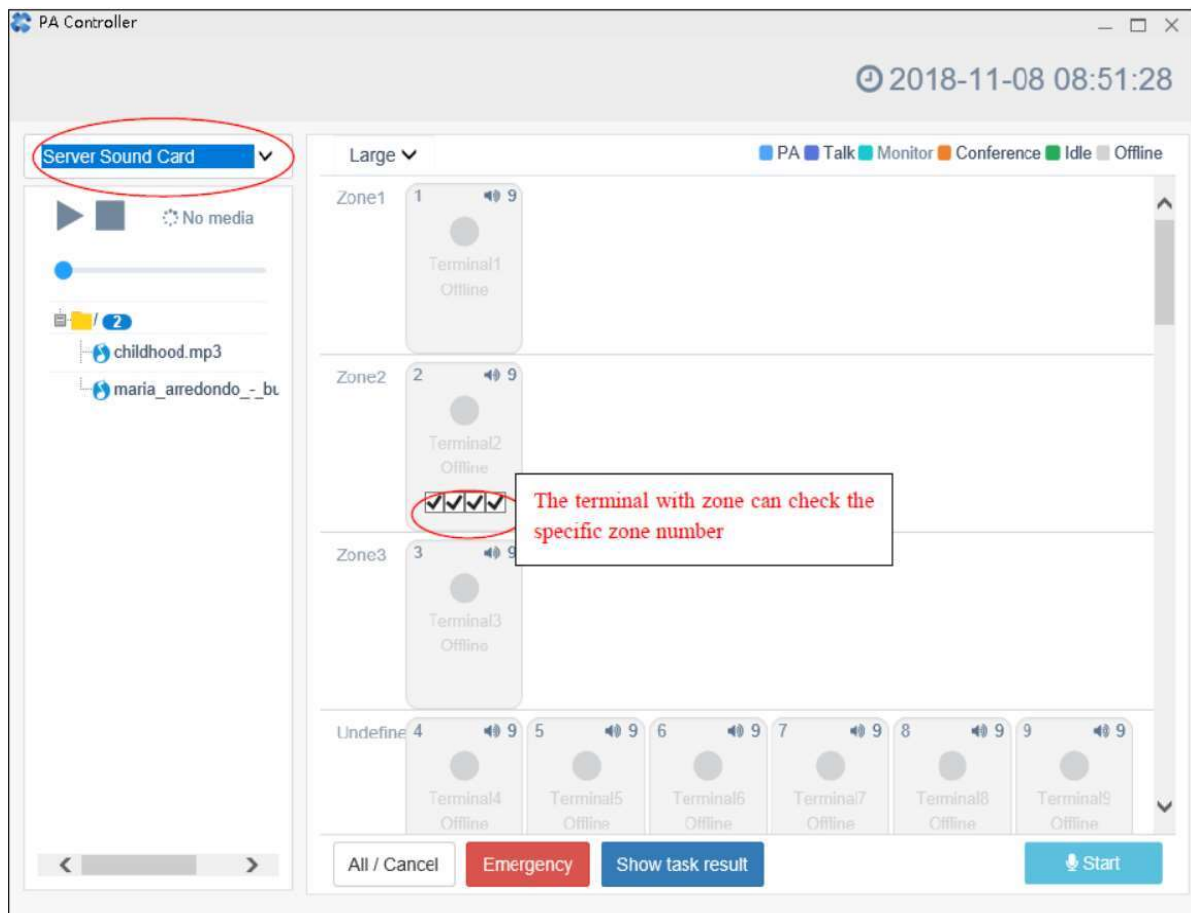 PA Controller
2018-11-08 08:51:28
Server Sound Card
Large
PA Talk Monitor Conference Idle Offline
No media
/ 2
childhood.mp3
maria_arredondo_-_bu
Zone1
1 9
Terminal1
Offline
Zone2
2 9
Terminal2
Offline
The terminal with zone can check the
specific zone number
Zone3
3 9
Terminal3
Offline
Undefine
4 9 5 9 6 9 7 9 8 9 9 9
Terminal4 Terminal5 Terminal6 Terminal7 Terminal8 Terminal9
Offline Offline Offline Offline Offline Offline
All / Cancel Emergency Show task result Start